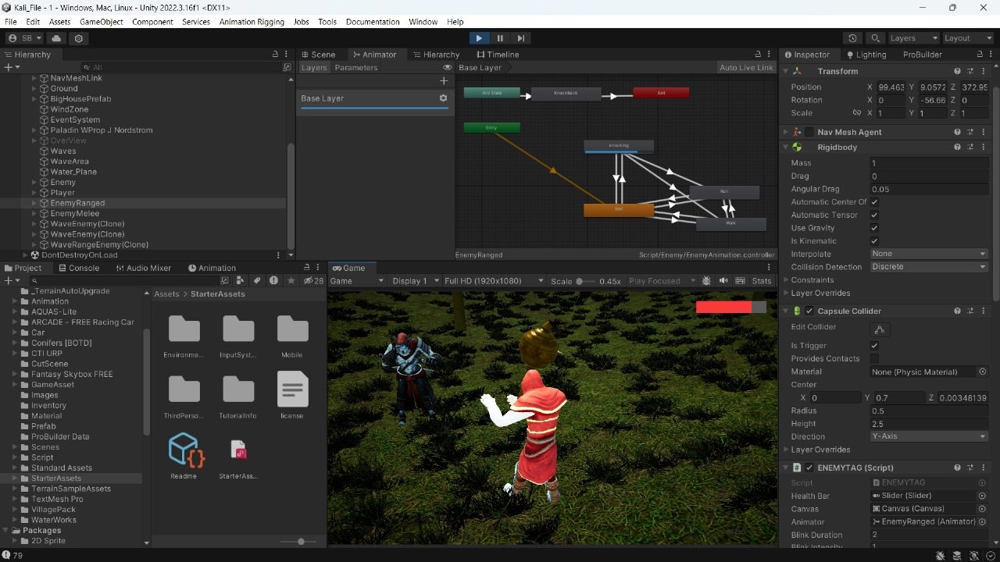 Kali_File - 1 - Windows, Mac, Linux - Unity 2022.3.16f1 <DX11>
File Edit Assets GameObject Component Services Animation Rigging Jobs Tools Documentation Window Help
SB Layers Layout
Hierarchy
All
NavMeshLink
Ground
BigHousePrefab
WindZone
EventSystem
Paladin WProp J Nordstrom
OverView
Waves
WaveArea
Water_Plane
Enemy
Player
EnemyRanged
EnemyMelee
WaveEnemy(Clone)
WaveEnemy(Clone)
WaveRangeEnemy(Clone)
DontDestroyOnLoad
Scene Animator Hierarchy Timeline
Layers Parameters Base Layer Auto Live Link
Base Layer
Any State KnockBack Exit
Entry
attacking
Run
Idel
Walk
EnemyRanged Script/Enemy/EnemyAnimation.controller
Project Console Audio Mixer Animation
28
_TerrainAutoUpgrade
Animation
AQUAS-Lite
ARCADE - FREE Racing Car
Car
Conifers [BOTD]
CTI URP
CutScene
Fantasy Skybox FREE
GameAsset
Images
Inventory
Material
Prefab
ProBuilder Data
Scenes
Script
Standard Assets
StarterAssets
TerrainSampleAssets
TextMesh Pro
VillagePack
WaterWorks
Packages
2D Sprite
Assets > StarterAssets
Environme... InputSyst... Mobile
ThirdPerso... TutorialInfo license
Readme StarterAss...
Game
Game Display 1 Full HD (1920x1080) Scale 0.45x Play Focused Stats
Inspector Lighting ProBuilder
Transform
Position X 99.463 Y 9.0572 Z 372.95
Rotation X 0 Y -56.66 Z 0
Scale X 1 Y 1 Z 1
Nav Mesh Agent
Rigidbody
Mass 1
Drag 0
Angular Drag 0.05
Automatic Center Of
Automatic Tensor
Use Gravity
Is Kinematic
Interpolate None
Collision Detection Discrete
Constraints
Layer Overrides
Capsule Collider
Edit Collider
Is Trigger
Provides Contacts
Material None (Physic Material)
Center
X 0 Y 0.7 Z 0.00348139
Radius 0.5
Height 2.5
Direction Y-Axis
Layer Overrides
ENEMYTAG (Script)
Script ENEMYTAG
Health Bar Slider (Slider)
Canvas Canvas (Canvas)
Animator EnemyRanged (Animator)
Blink Duration 2
Blink Intensity 1
79